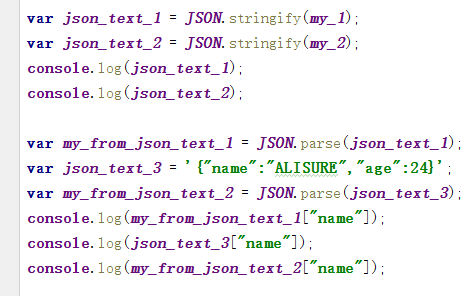 var json_text_1 = JSON.stringify(my_1);
var json_text_2 = JSON.stringify(my_2);
console.log(json_text_1);
console.log(json_text_2);
var my_from_json_text_1 = JSON.parse(json_text_1);
var json_text_3 = '{"name":"ALISURE","age":24}';
var my_from_json_text_2 = JSON.parse(json_text_3);
console.log(my_from_json_text_1["name"]);
console.log(json_text_3["name"]);
console.log(my_from_json_text_2["name"]);